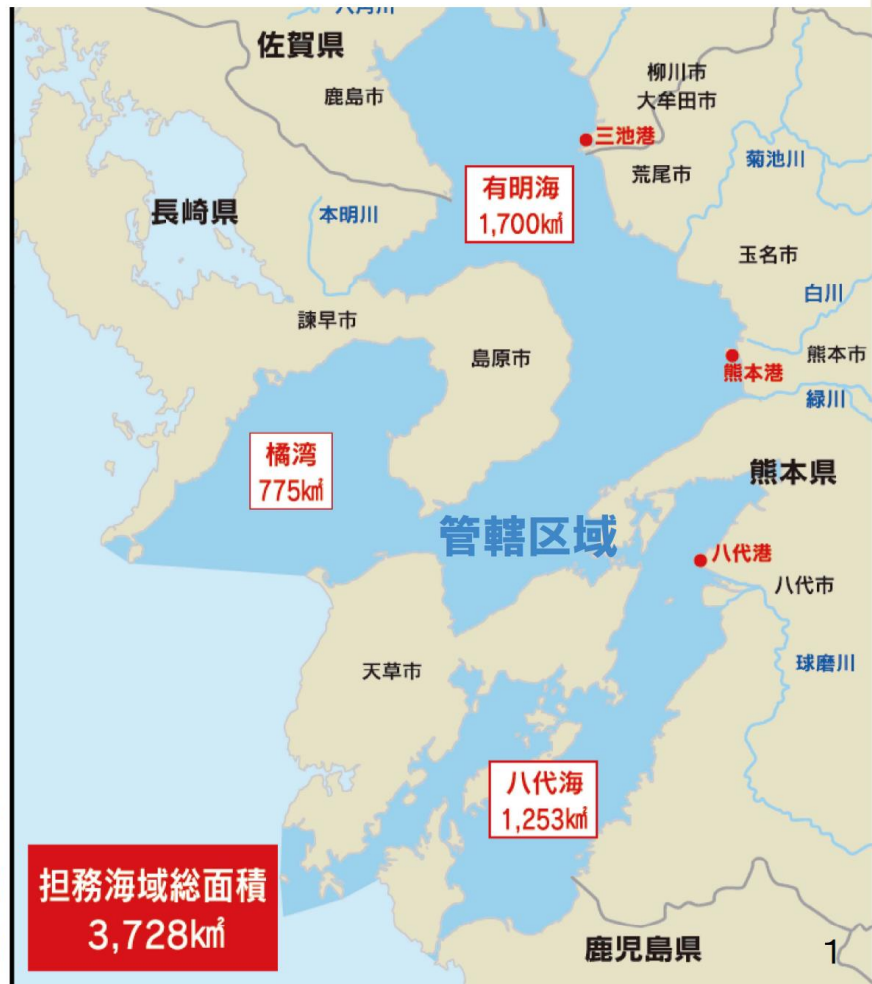 佐賀県
柳川市
大牟田市
鹿島市
三池港
菊池川
荒尾市
有明海
1,700㎢
長崎県
本明川
玉名市
白川
諫早市
島原市
熊本市
熊本港
緑川
橘湾
775㎢
熊本県
管轄区域
八代港
八代市
球磨川
天草市
八代海
1,253㎢
担務海域総面積
3,728㎢
鹿児島県
1